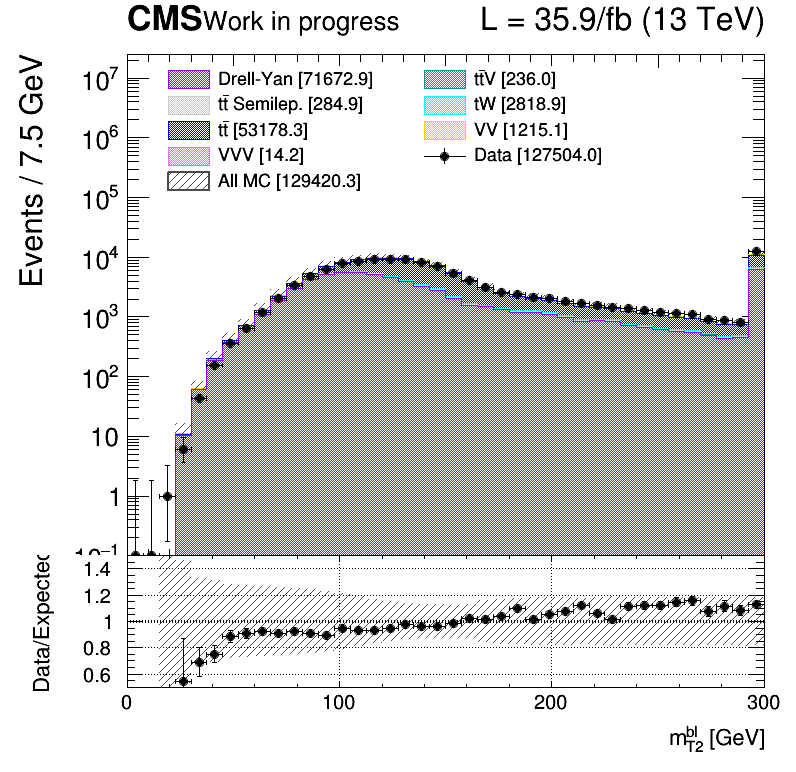 CMS Work in progress L = 35.9/fb (13 TeV)
Events / 7.5 GeV
10⁷
10⁶
10⁵
10⁴
10³
10²
10
1
10⁻¹
Drell-Yan [71672.9]
tt̄ Semilep. [284.9]
tt̄ [53178.3]
VVV [14.2]
All MC [129420.3]
tt̄V [236.0]
tW [2818.9]
VV [1215.1]
Data [127504.0]
Data/Expected
1.4
1.2
1
0.8
0.6
0 100 200 300
m_{T2}^{bl} [GeV]